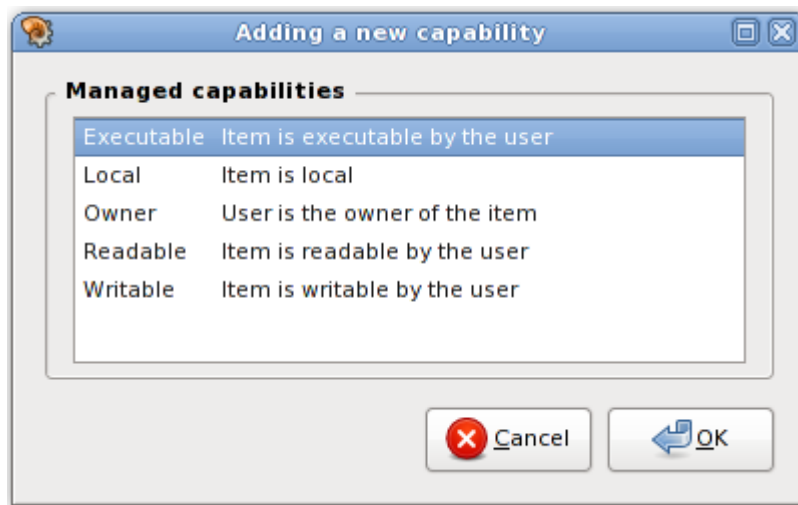 Adding a new capability
Managed capabilities
Executable Item is executable by the user
Local Item is local
Owner User is the owner of the item
Readable Item is readable by the user
Writable Item is writable by the user
Cancel OK